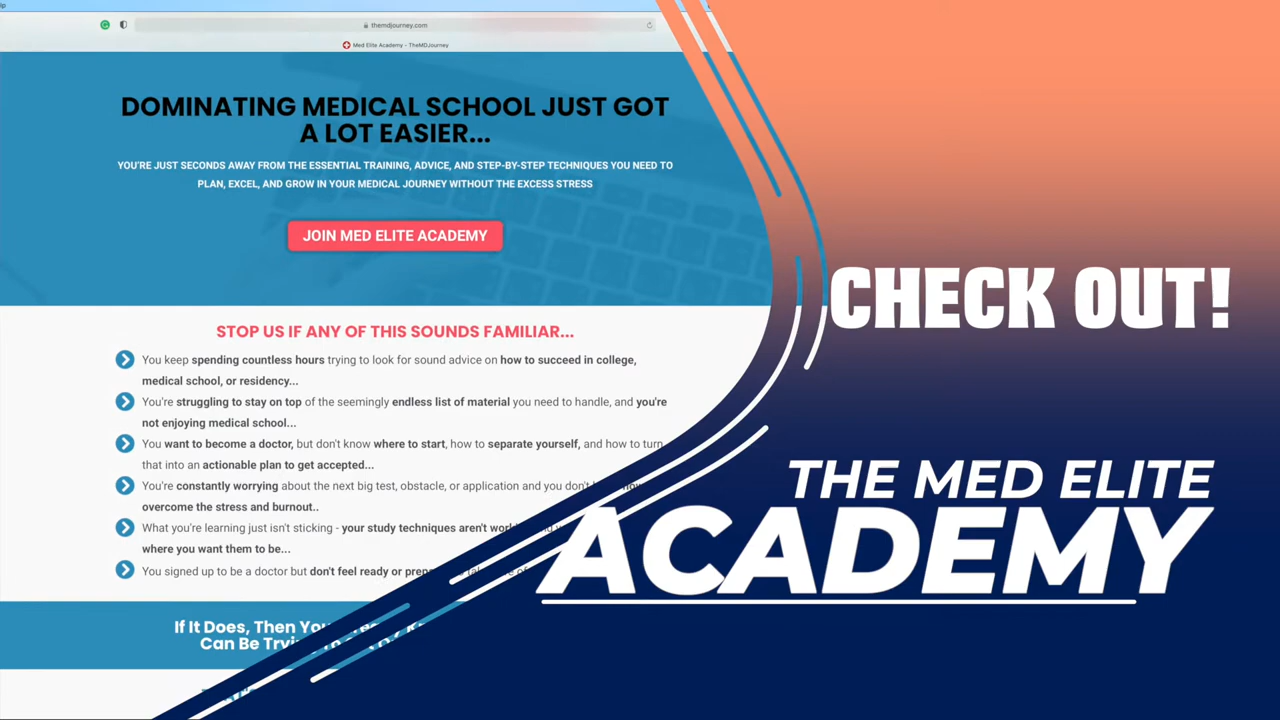 lp
themdjourney.com
Med Elite Academy - TheMDJourney
DOMINATING MEDICAL SCHOOL JUST GOT
A LOT EASIER...
YOU'RE JUST SECONDS AWAY FROM THE ESSENTIAL TRAINING, ADVICE, AND STEP-BY-STEP TECHNIQUES YOU NEED TO
PLAN, EXCEL, AND GROW IN YOUR MEDICAL JOURNEY WITHOUT THE EXCESS STRESS
JOIN MED ELITE ACADEMY
STOP US IF ANY OF THIS SOUNDS FAMILIAR...
You keep spending countless hours trying to look for sound advice on how to succeed in college,
medical school, or residency...
You're struggling to stay on top of the seemingly endless list of material you need to handle, and you're
not enjoying medical school...
You want to become a doctor, but don't know where to start, how to separate yourself, and how to turn
that into an actionable plan to get accepted...
You're constantly worrying about the next big test, obstacle, or application and you don't
overcome the stress and burnout..
What you're learning just isn't sticking - your study techniques aren't
where you want them to be...
You signed up to be a doctor but don't feel ready or
If It Does, Then
Can Be
CHECK OUT!
THE MED ELITE
ACADEMY